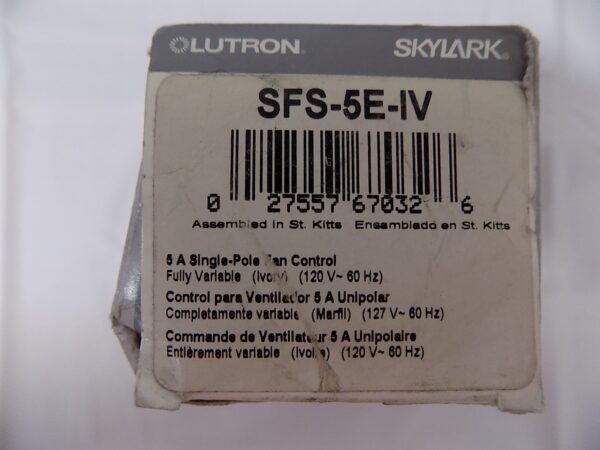 LUTRON® SKYLARK®
SFS-5E-IV
0 27557 67032 6
Assembled in St. Kitts Ensamblado en St. Kitts
5 A Single-Pole Fan Control
Fully Variable (Ivory) (120 V~ 60 Hz)
Control para Ventilador 5 A Unipolar
Completamente variable (Marfil) (127 V~ 60 Hz)
Commande de Ventilateur 5 A Unipolaire
Entièrement variable (Ivoire) (120 V~ 60 Hz)